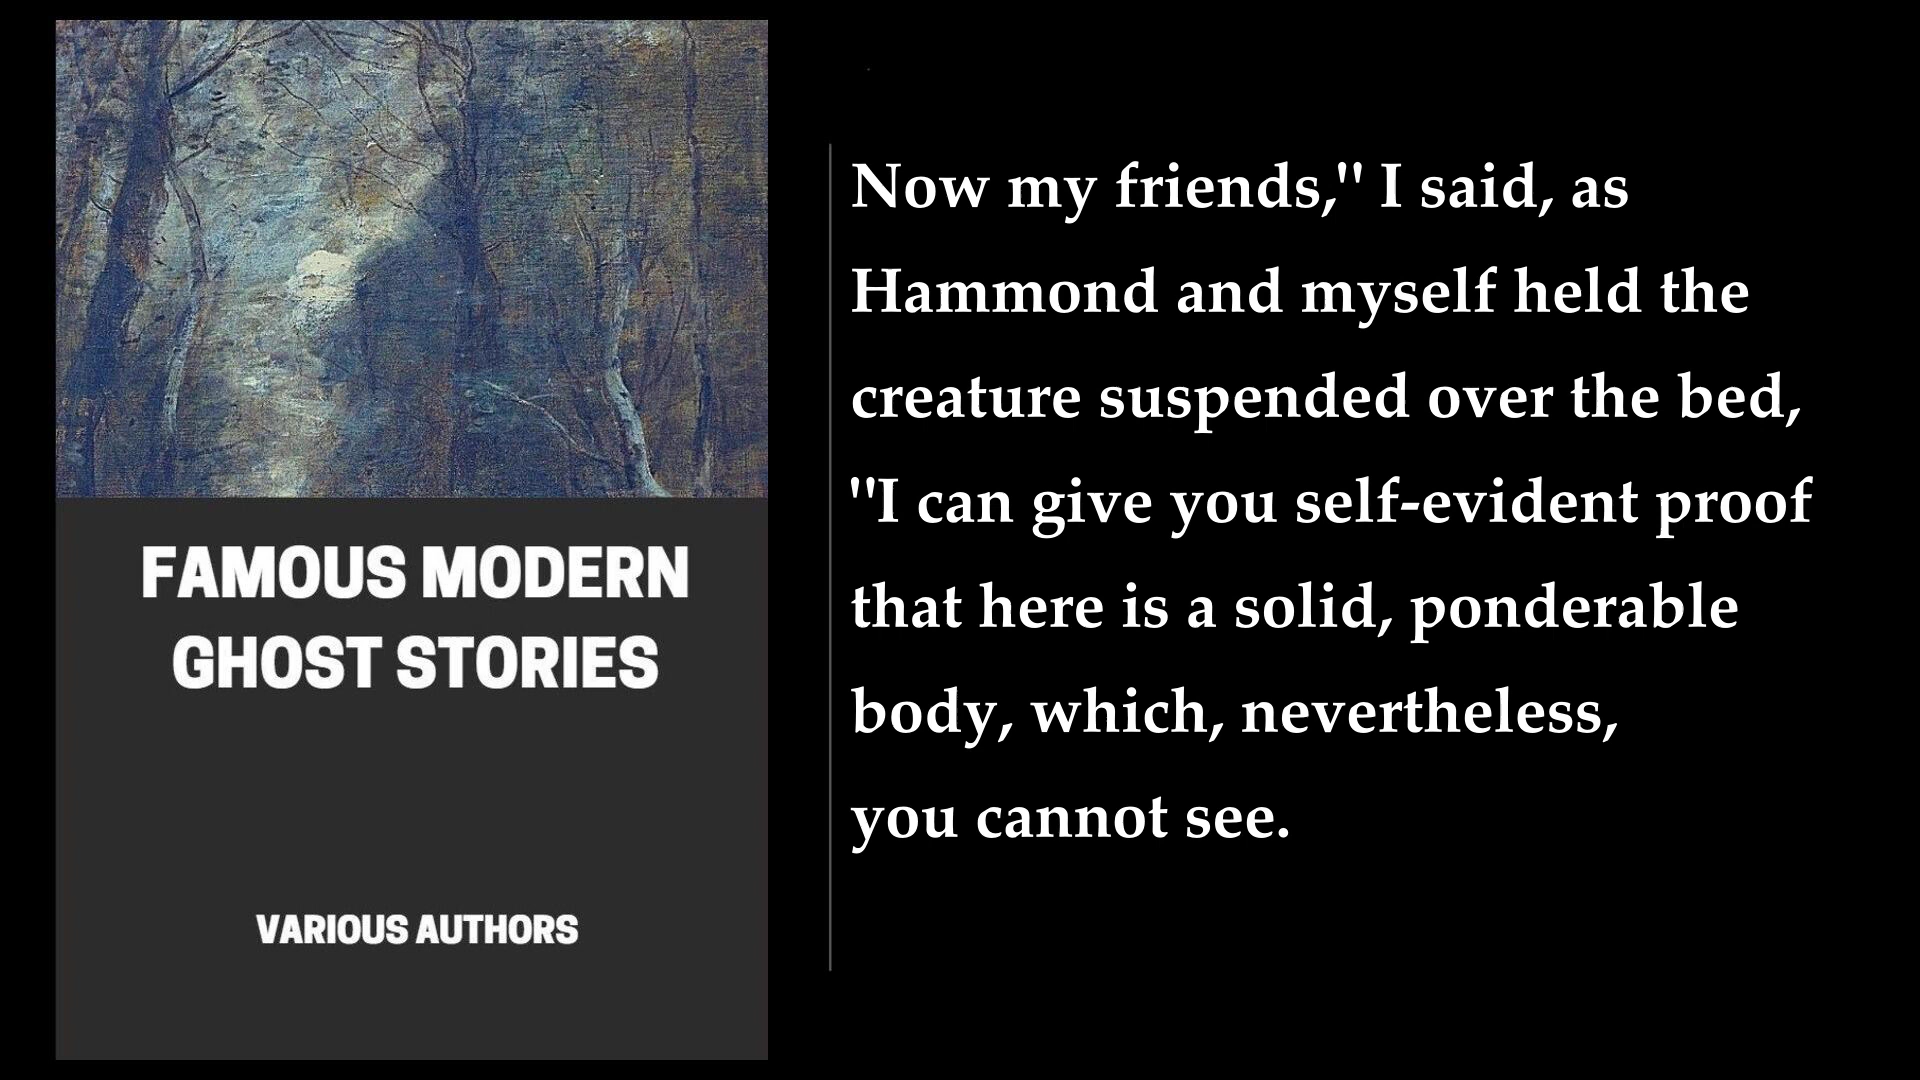 FAMOUS MODERN
GHOST STORIES
VARIOUS AUTHORS
Now my friends," I said, as
Hammond and myself held the
creature suspended over the bed,
"I can give you self-evident proof
that here is a solid, ponderable
body, which, nevertheless,
you cannot see.